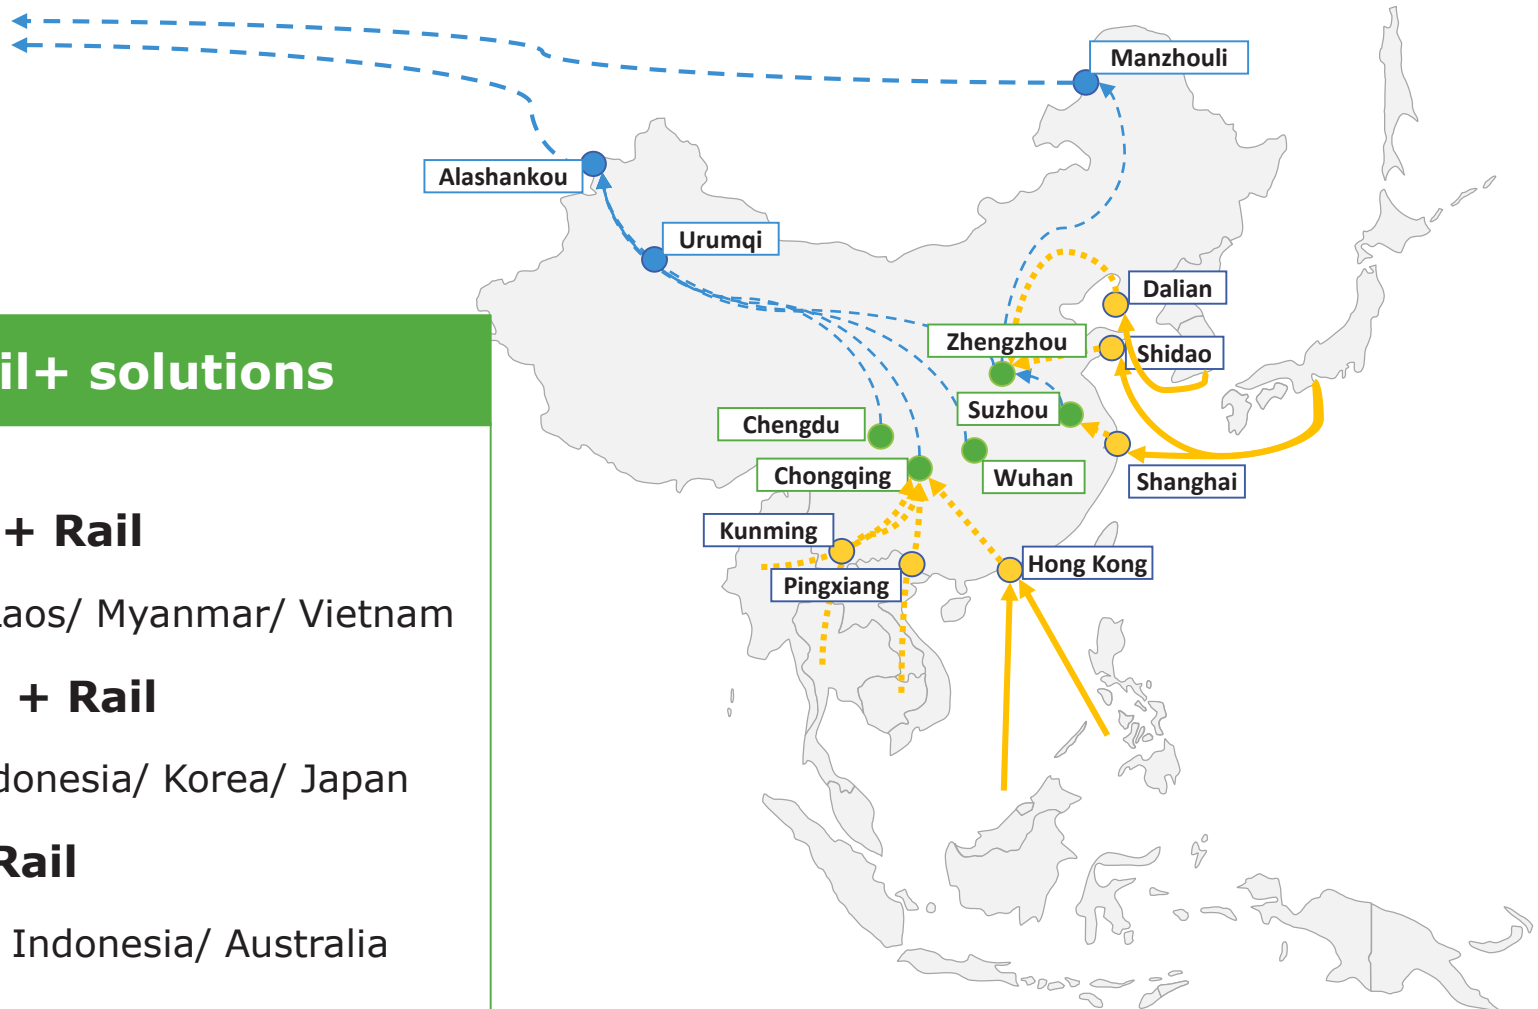 Manzhouli
Alashankou
Urumqi
Dalian
Zhengzhou
Shidao
Suzhou
Chengdu
Chongqing
Wuhan
Shanghai
Kunming
Hong Kong
Pingxiang
il+ solutions
+ Rail
Laos/ Myanmar/ Vietnam
+ Rail
donesia/ Korea/ Japan
Rail
Indonesia/ Australia